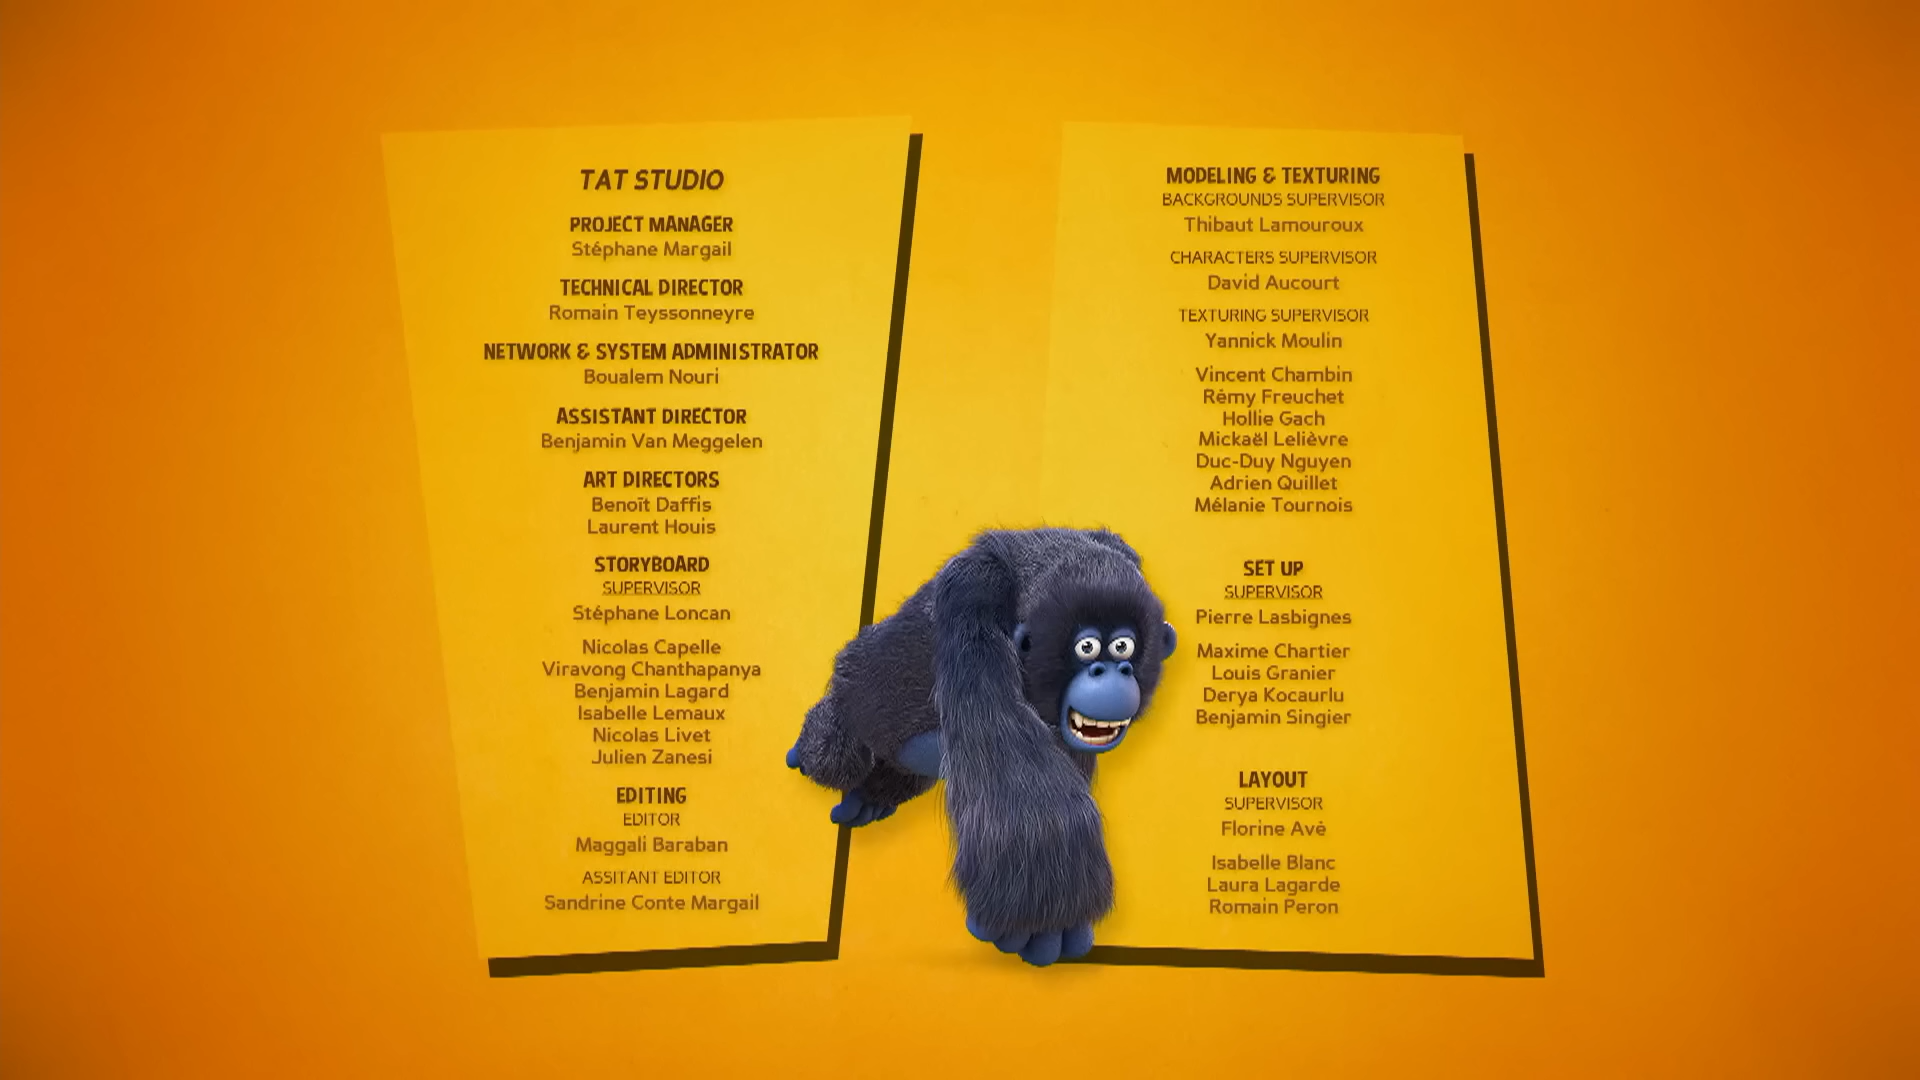 TAT STUDIO
PROJECT MANAGER
Stéphane Margail
TECHNICAL DIRECTOR
Romain Teyssonneyre
NETWORK & SYSTEM ADMINISTRATOR
Boualem Nouri
ASSISTANT DIRECTOR
Benjamin Van Meggelen
ART DIRECTORS
Benoît Daffis
Laurent Houis
STORYBOARD
SUPERVISOR
Stéphane Loncan
Nicolas Capelle
Viravong Chanthapanya
Benjamin Lagard
Isabelle Lemaux
Nicolas Livet
Julien Zanesi
EDITING
EDITOR
Maggali Baraban
ASSITANT EDITOR
Sandrine Conte Margail
MODELING & TEXTURING
BACKGROUNDS SUPERVISOR
Thibaut Lamouroux
CHARACTERS SUPERVISOR
David Aucourt
TEXTURING SUPERVISOR
Yannick Moulin
Vincent Chambin
Rémy Freuchet
Hollie Gach
Mickaël Lelièvre
Duc-Duy Nguyen
Adrien Quillet
Mélanie Tournois
SET UP
SUPERVISOR
Pierre Lasbignes
Maxime Chartier
Louis Granier
Derya Kocaurlu
Benjamin Singier
LAYOUT
SUPERVISOR
Florine Avé
Isabelle Blanc
Laura Lagarde
Romain Peron